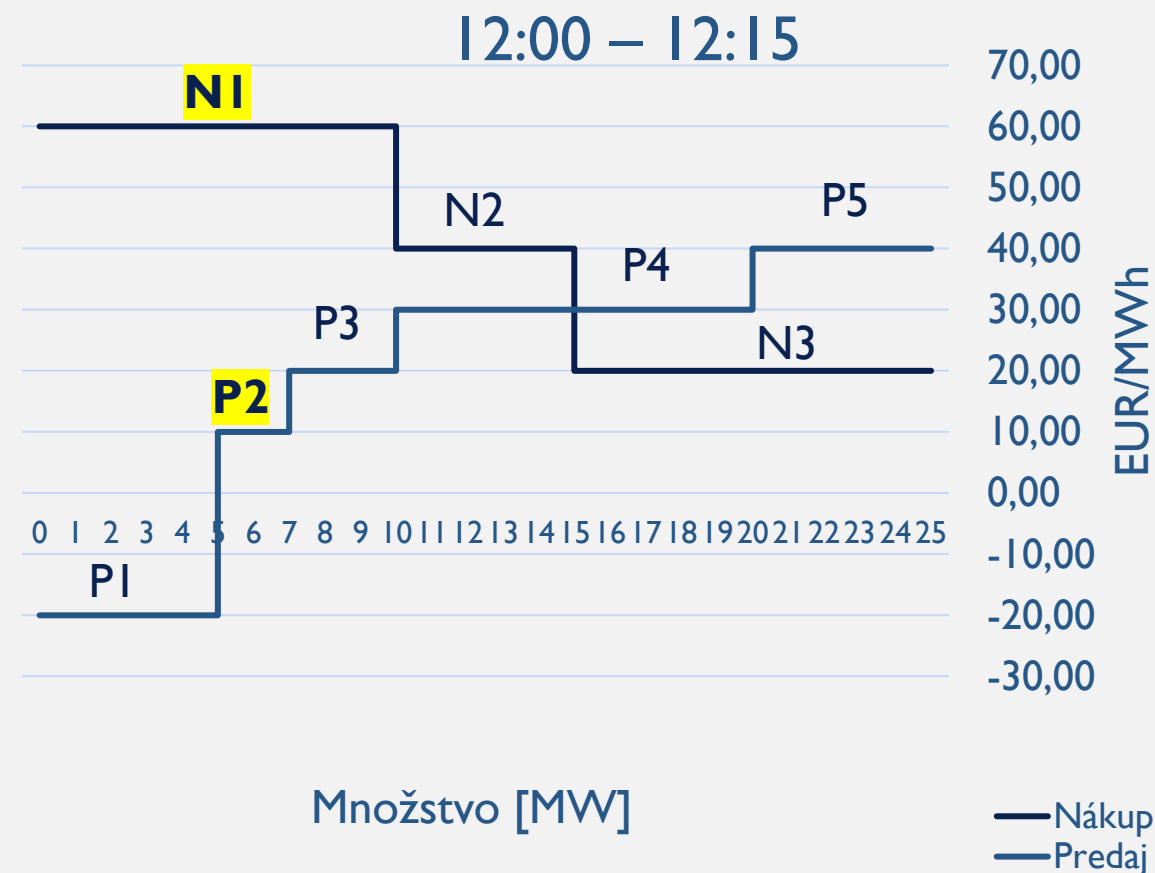 12:00 – 12:15
70,00
N1
60,00
50,00
P5
N2
40,00
P4
P3
30,00
N3
20,00
P2
10,00
EUR/MWh
0,00
0 1 2 3 4 5 6 7 8 9 10 11 12 13 14 15 16 17 18 19 20 21 22 23 24 25
-10,00
P1
-20,00
-30,00
Množstvo [MW]
Nákup
Predaj